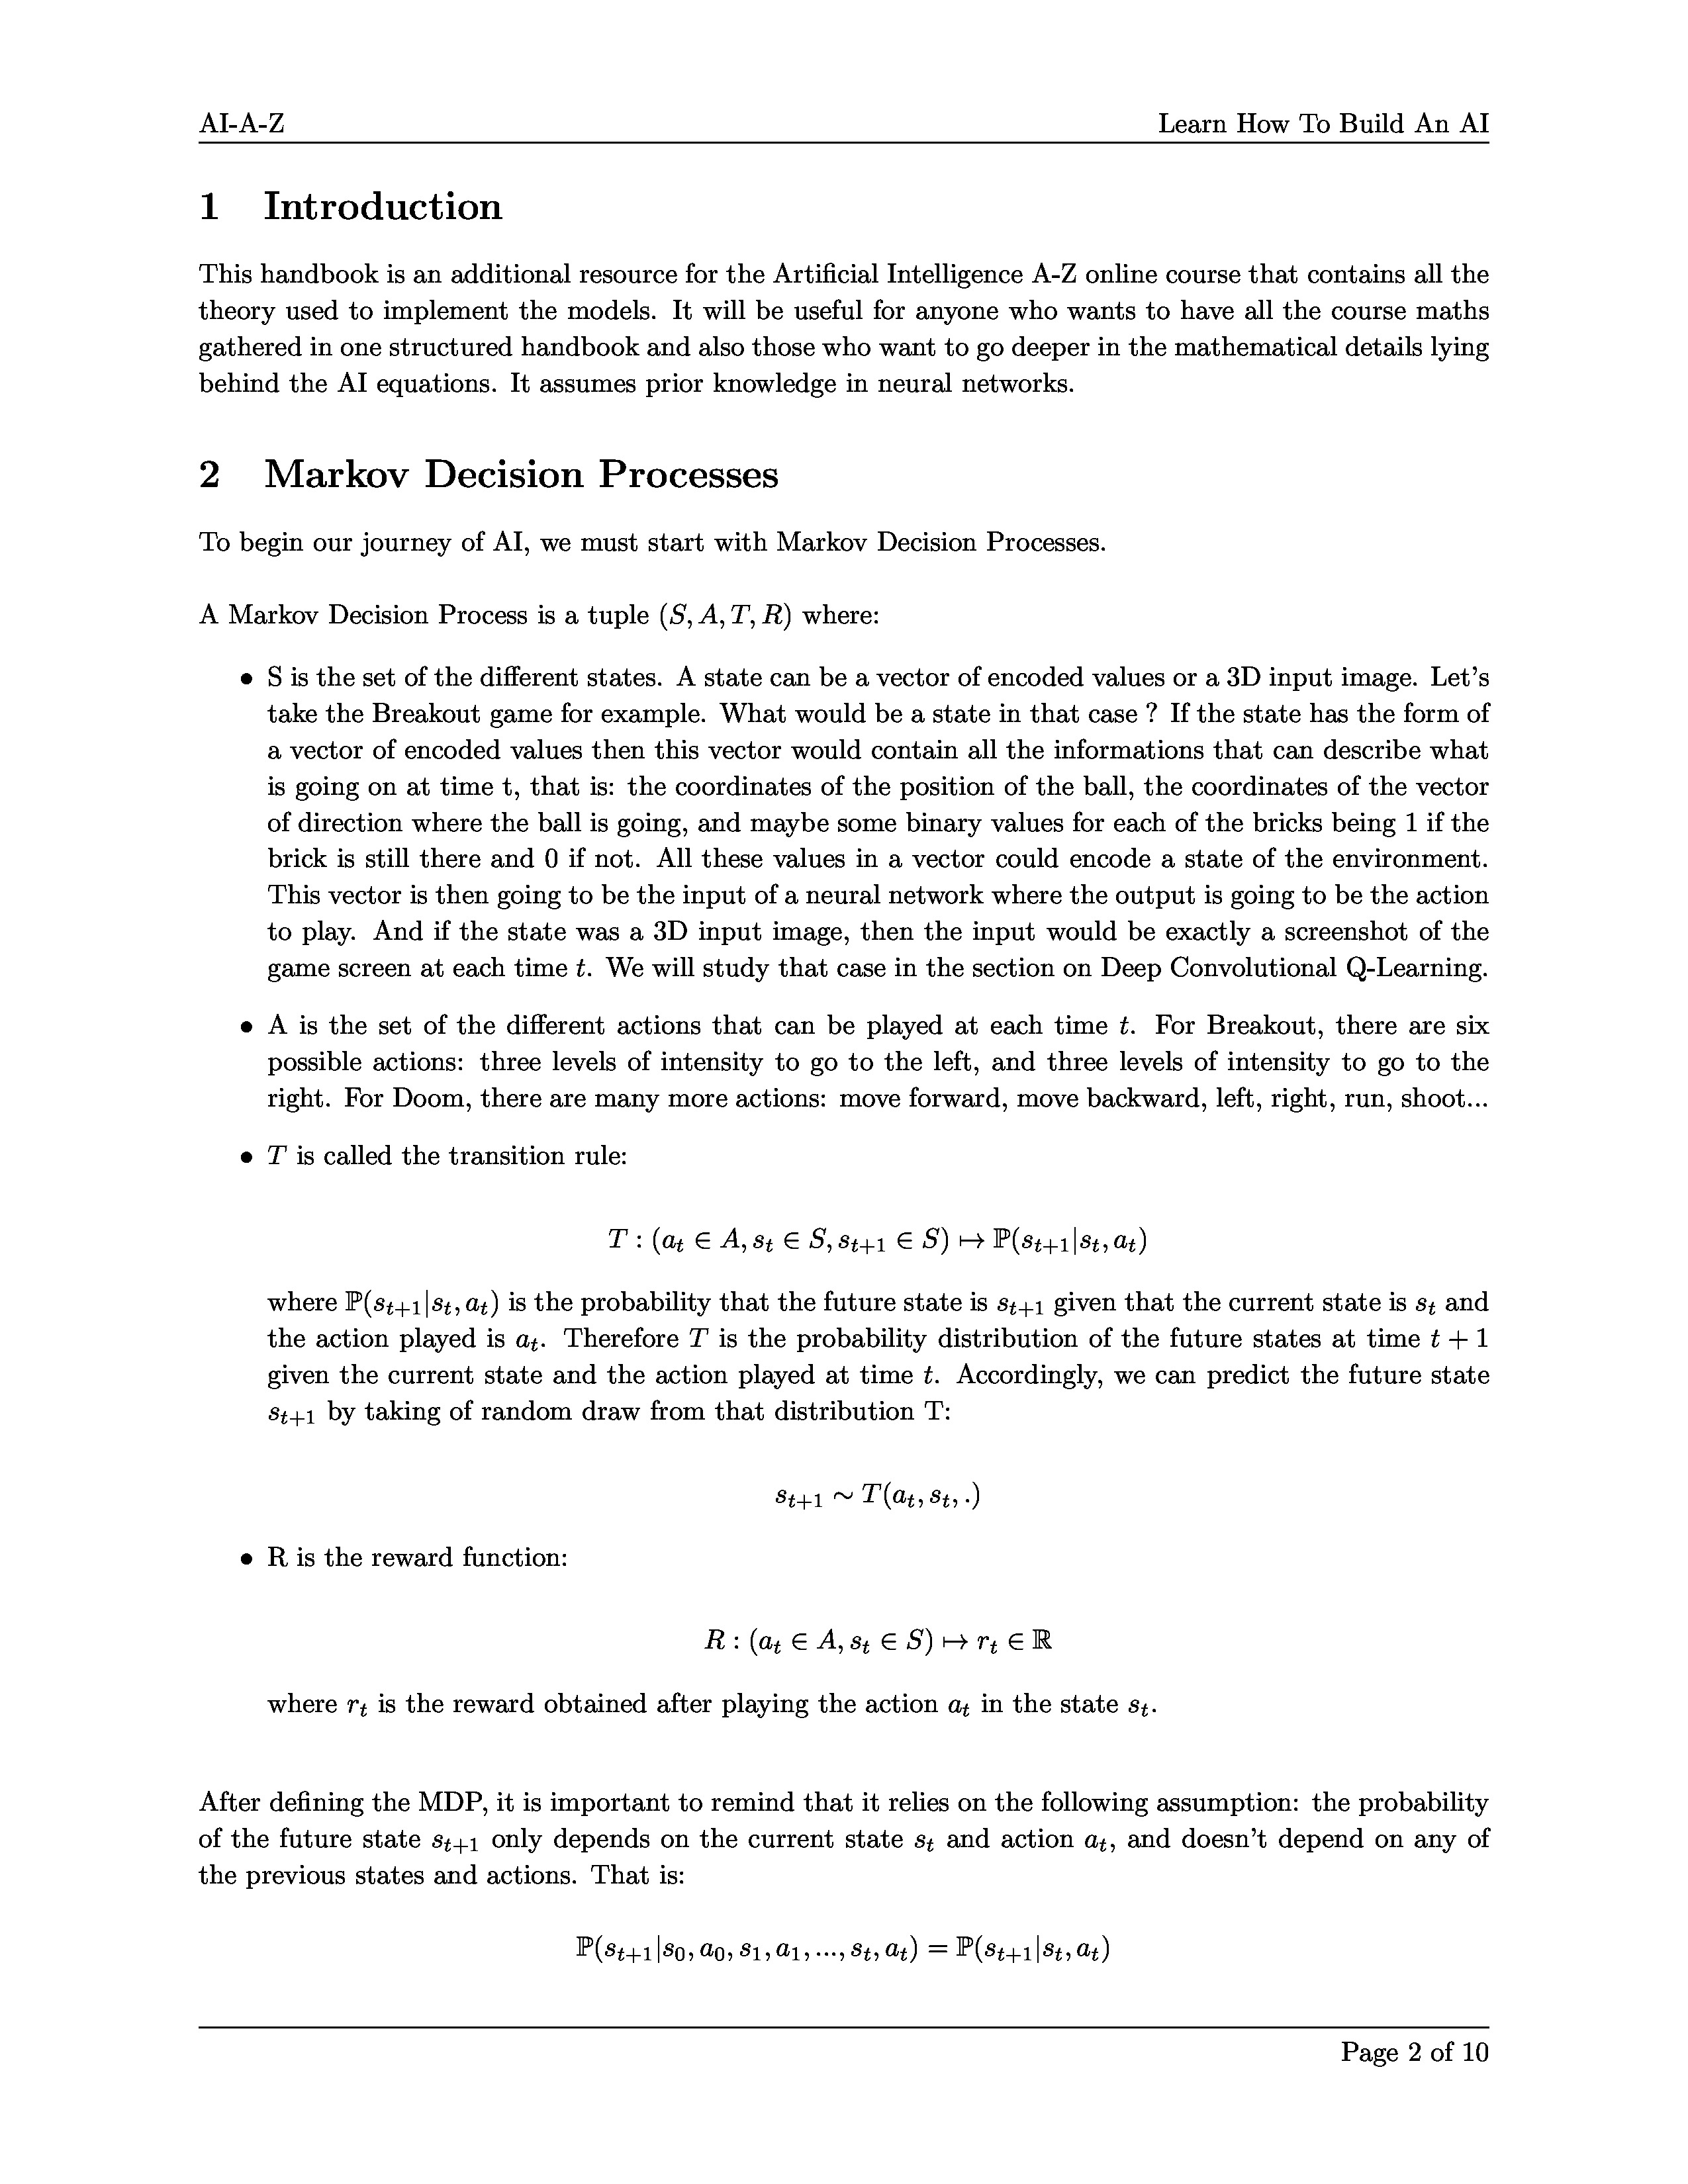 AI-A-Z
Learn How To Build An AI
1 Introduction
This handbook is an additional resource for the Artificial Intelligence A-Z online course that contains all the
theory used to implement the models. It will be useful for anyone who wants to have all the course maths
gathered in one structured handbook and also those who want to go deeper in the mathematical details lying
behind the AI equations. It assumes prior knowledge in neural networks.
2 Markov Decision Processes
To begin our journey of AI, we must start with Markov Decision Processes.
A Markov Decision Process is a tuple (S, A, T, R) where:
• S is the set of the different states. A state can be a vector of encoded values or a 3D input image. Let's
take the Breakout game for example. What would be a state in that case ? If the state has the form of
a vector of encoded values then this vector would contain all the informations that can describe what
is going on at time t, that is: the coordinates of the position of the ball, the coordinates of the vector
of direction where the ball is going, and maybe some binary values for each of the bricks being 1 if the
brick is still there and 0 if not. All these values in a vector could encode a state of the environment.
This vector is then going to be the input of a neural network where the output is going to be the action
to play. And if the state was a 3D input image, then the input would be exactly a screenshot of the
game screen at each time t. We will study that case in the section on Deep Convolutional Q-Learning.
• A is the set of the different actions that can be played at each time t. For Breakout, there are six
possible actions: three levels of intensity to go to the left, and three levels of intensity to go to the
right. For Doom, there are many more actions: move forward, move backward, left, right, run, shoot...
• T is called the transition rule:
T : (a_t ∈ A, s_t ∈ S, s_{t+1} ∈ S) ↦ ℙ(s_{t+1}|s_t, a_t)
where ℙ(s_{t+1}|s_t, a_t) is the probability that the future state is s_{t+1} given that the current state is s_t and
the action played is a_t. Therefore T is the probability distribution of the future states at time t + 1
given the current state and the action played at time t. Accordingly, we can predict the future state
s_{t+1} by taking of random draw from that distribution T:
s_{t+1} ∼ T(a_t, s_t, .)
• R is the reward function:
R : (a_t ∈ A, s_t ∈ S) ↦ r_t ∈ ℝ
where r_t is the reward obtained after playing the action a_t in the state s_t.
After defining the MDP, it is important to remind that it relies on the following assumption: the probability
of the future state s_{t+1} only depends on the current state s_t and action a_t, and doesn't depend on any of
the previous states and actions. That is:
ℙ(s_{t+1}|s_0, a_0, s_1, a_1, ..., s_t, a_t) = ℙ(s_{t+1}|s_t, a_t)
Page 2 of 10